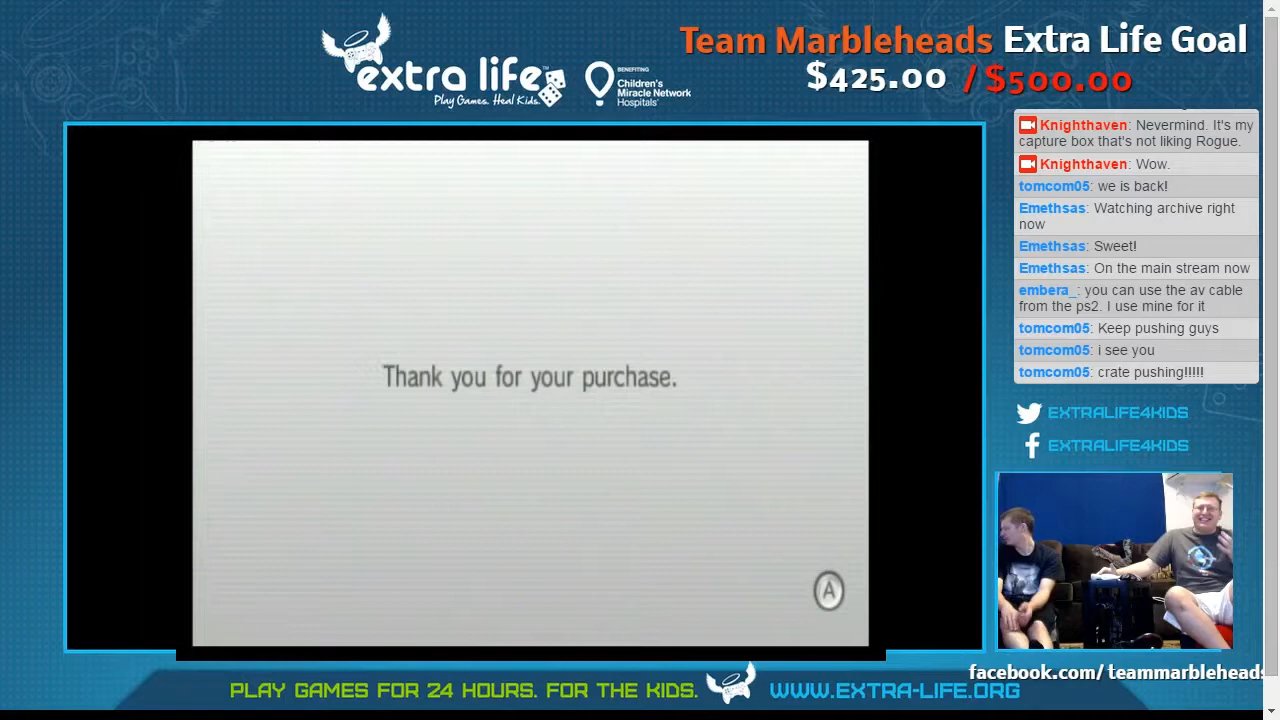 Team Marbleheads Extra Life Goal
$425.00 / $500.00
extra life
Play Games. Heal Kids.
BENEFITING
Children's
Miracle Network
Hospitals
Knighthaven: Nevermind. It's my
capture box that's not liking Rogue.
Knighthaven: Wow.
tomcom05: we is back!
Emethsas: Watching archive right
now
Emethsas: Sweet!
Emethsas: On the main stream now
embera_: you can use the av cable
from the ps2. I use mine for it
tomcom05: Keep pushing guys
tomcom05: i see you
tomcom05: crate pushing!!!!!
Thank you for your purchase.
A
EXTRALIFE4KIDS
EXTRALIFE4KIDS
facebook.com/teammarbleheads
PLAY GAMES FOR 24 HOURS. FOR THE KIDS.
WWW.EXTRA-LIFE.ORG